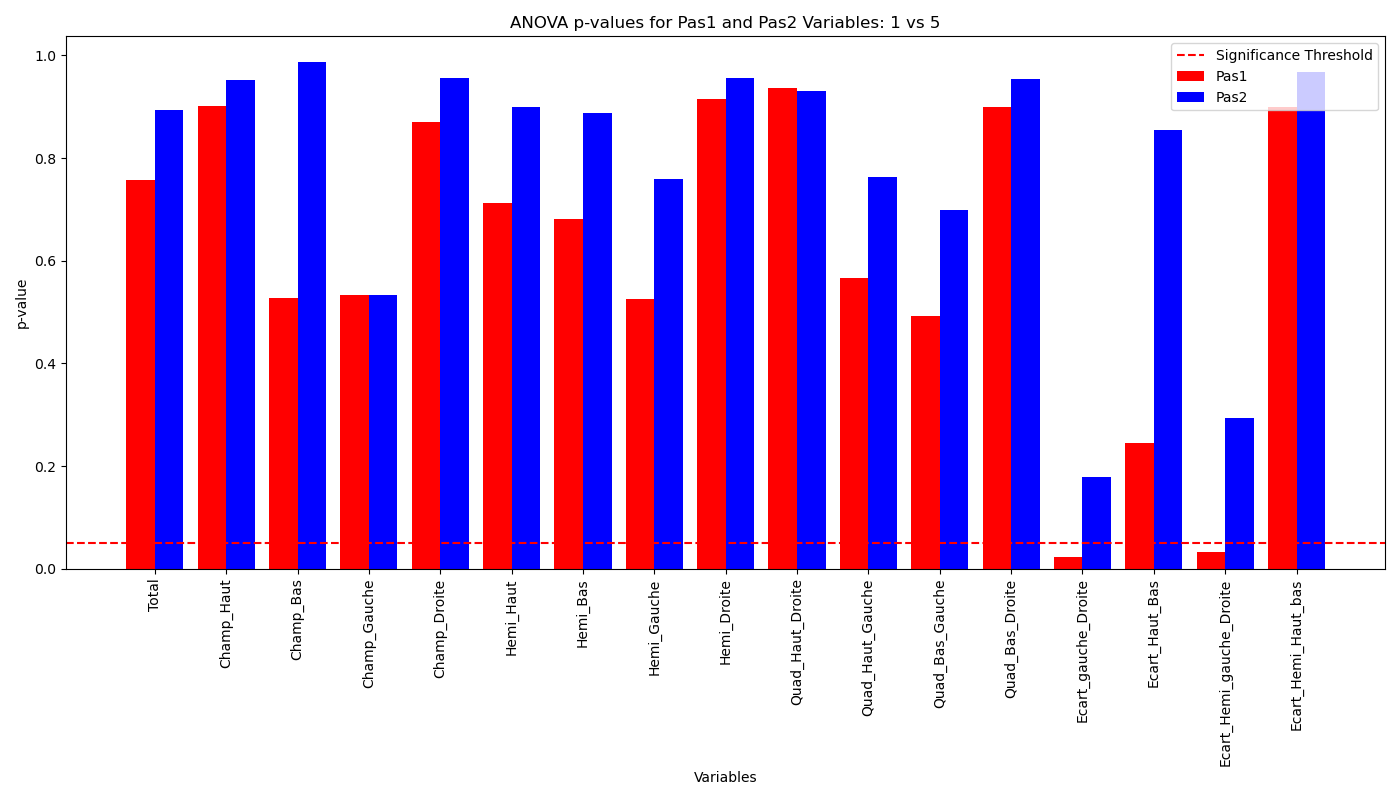 ANOVA p-values for Pas1 and Pas2 Variables: 1 vs 5
Significance Threshold
Pas1
Pas2
p-value
1.0
0.8
0.6
0.4
0.2
0.0
Total
Champ_Haut
Champ_Bas
Champ_Gauche
Champ_Droite
Hemi_Haut
Hemi_Bas
Hemi_Gauche
Hemi_Droite
Quad_Haut_Droite
Quad_Haut_Gauche
Quad_Bas_Gauche
Quad_Bas_Droite
Ecart_gauche_Droite
Ecart_Haut_Bas
Ecart_Hemi_gauche_Droite
Ecart_Hemi_Haut_bas
Variables